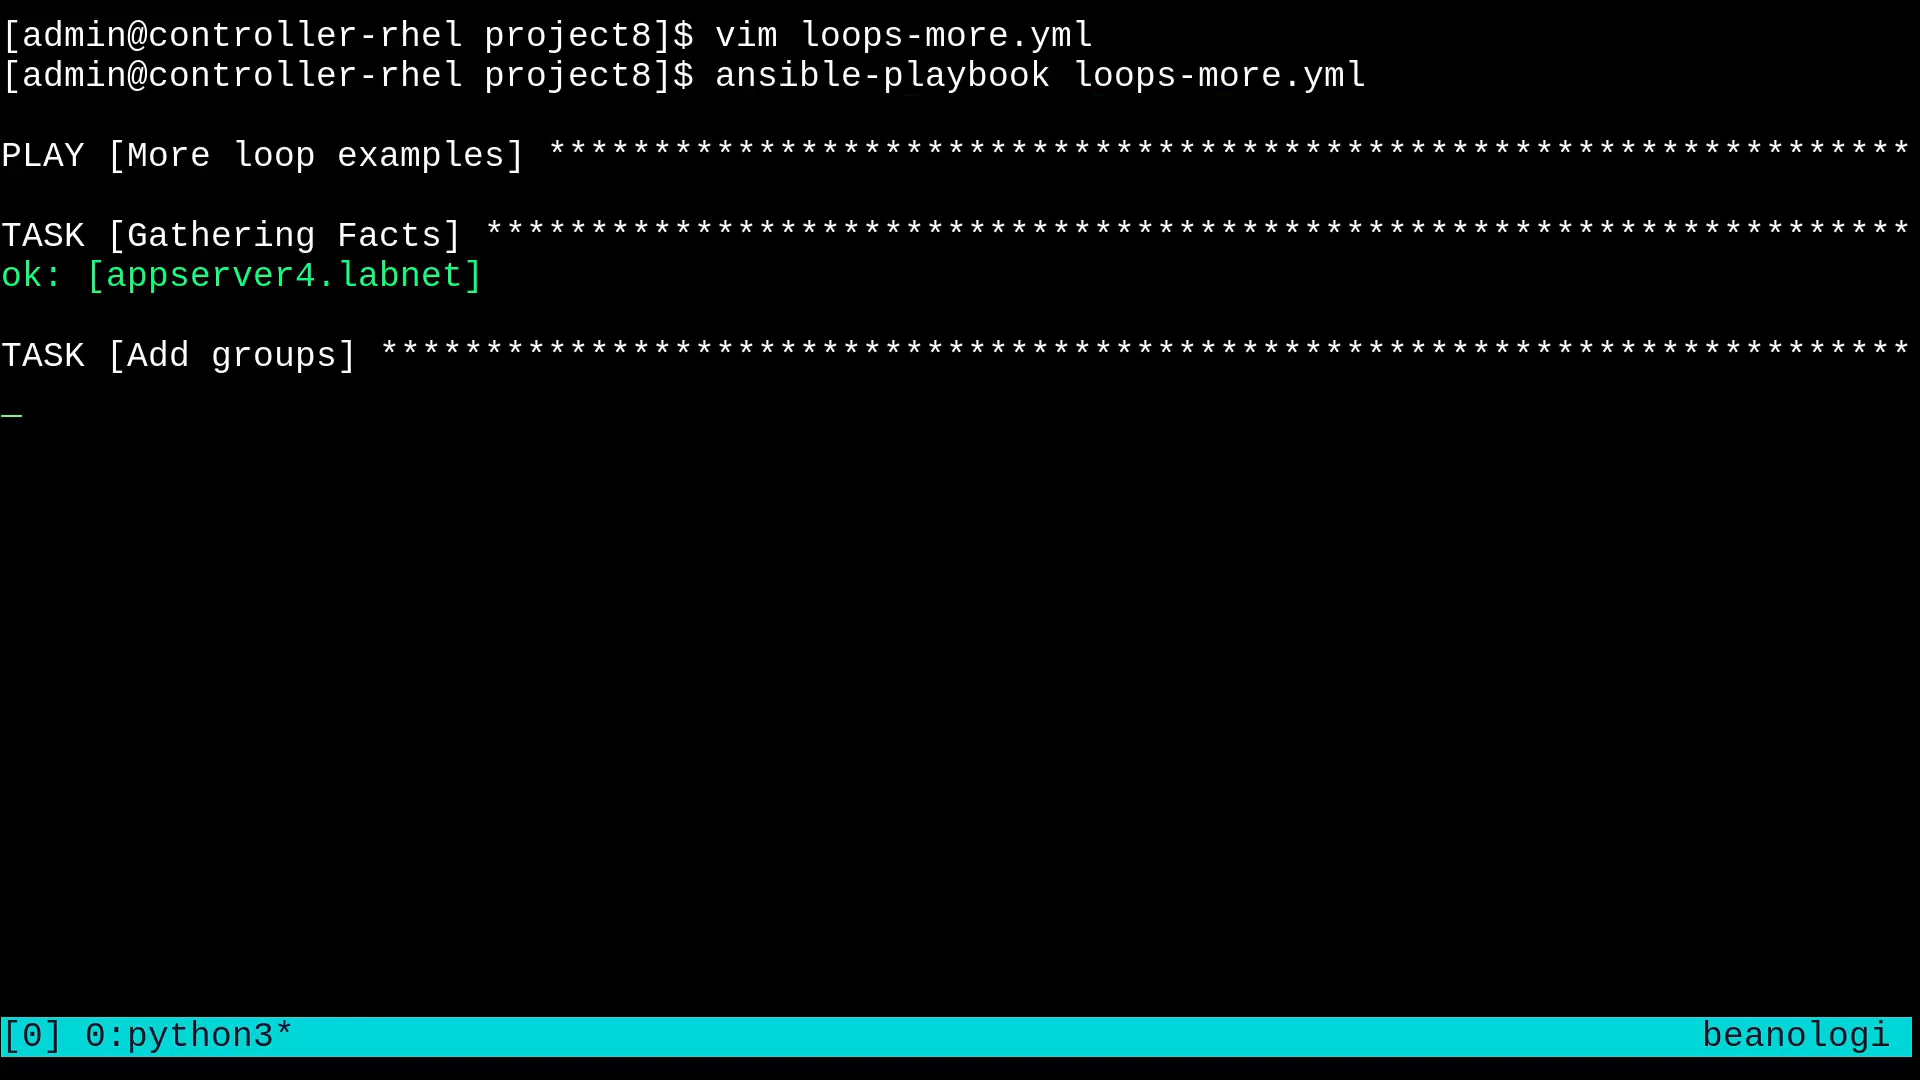 [admin@controller-rhel project8]$ vim loops-more.yml
[admin@controller-rhel project8]$ ansible-playbook loops-more.yml
PLAY [More loop examples] *****************************************************************
TASK [Gathering Facts] ********************************************************************
ok: [appserver4.labnet]
TASK [Add groups] *************************************************************************
[0] 0:python3* beanologi